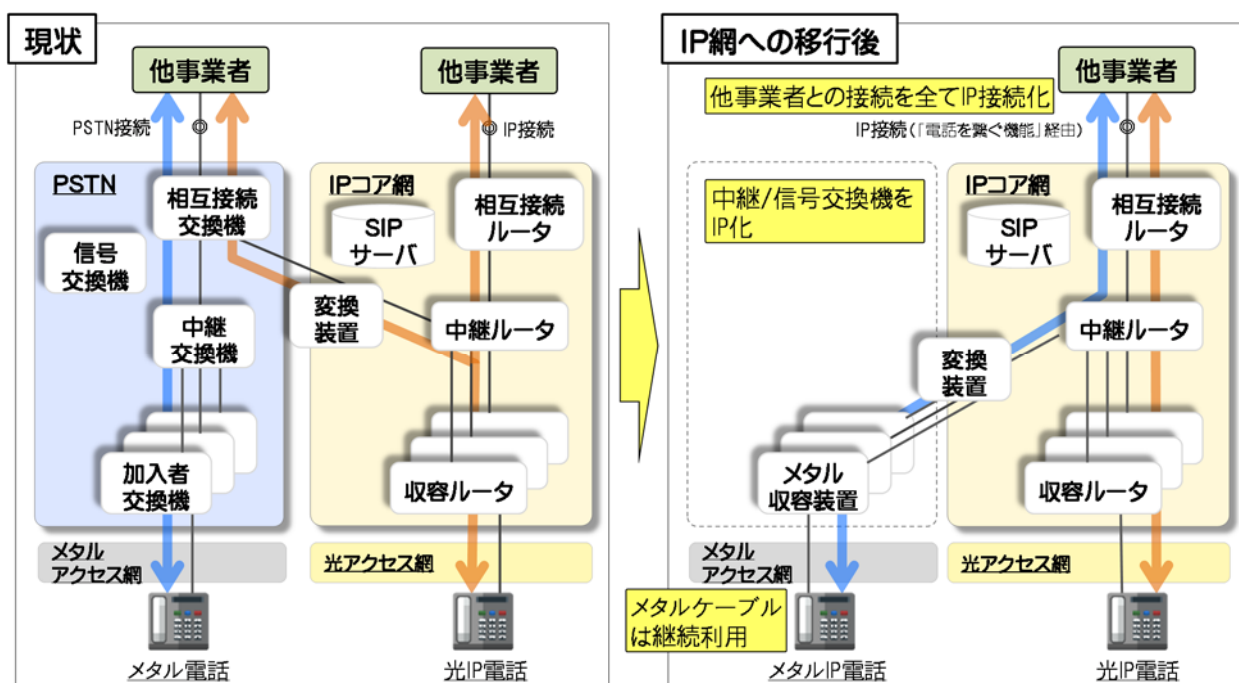 現状
他事業者
他事業者
PSTN接続
IP接続
PSTN
相互接続
交換機
信号
交換機
中継
交換機
加入者
交換機
変換
装置
IPコア網
SIP
サーバ
相互接続
ルータ
中継ルータ
収容ルータ
メタル
アクセス網
光アクセス網
メタル電話
光IP電話
IP網への移行後
他事業者
他事業者との接続を全てIP接続化
IP接続(「電話を繋ぐ機能」経由)
中継/信号交換機を
IP化
IPコア網
SIP
サーバ
相互接続
ルータ
中継ルータ
変換
装置
メタル
収容装置
収容ルータ
メタル
アクセス網
光アクセス網
メタルケーブル
は継続利用
メタルIP電話
光IP電話